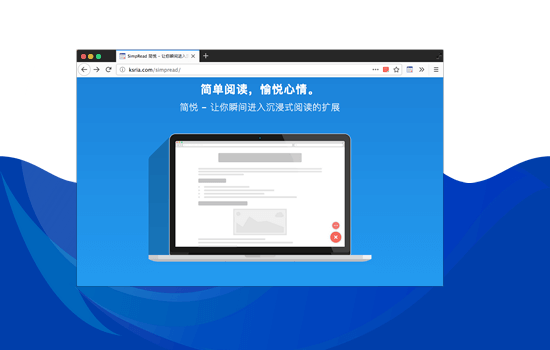 SimpRead 简悦 - 让你瞬间进入
ksria.com/simpread/
简单阅读，愉悦心情。
简悦 - 让你瞬间进入沉浸式阅读的扩展